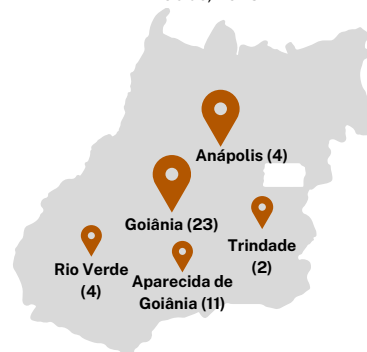 Anápolis (4)
Goiânia (23)
Trindade
(2)
Rio Verde
(4)
Aparecida de
Goiânia (11)